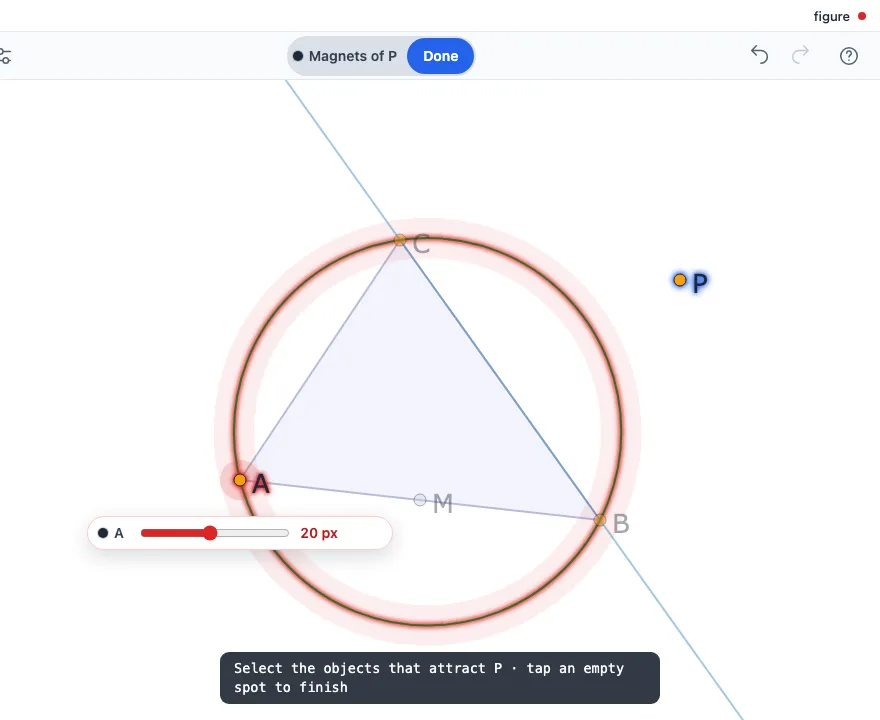 figure
Magnets of P Done
C
P
A
M
B
A 20 px
Select the objects that attract P · tap an empty
spot to finish